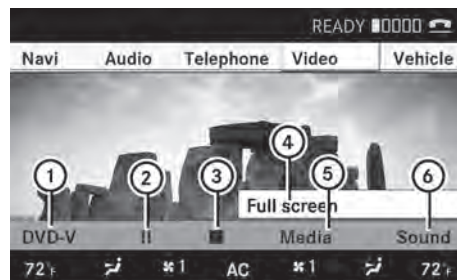 READY
Navi Audio Telephone Video Vehicle
4
1 2 3 5 6
Full screen
DVD-V II Media Sound
72°F 1 AC 1 72°F